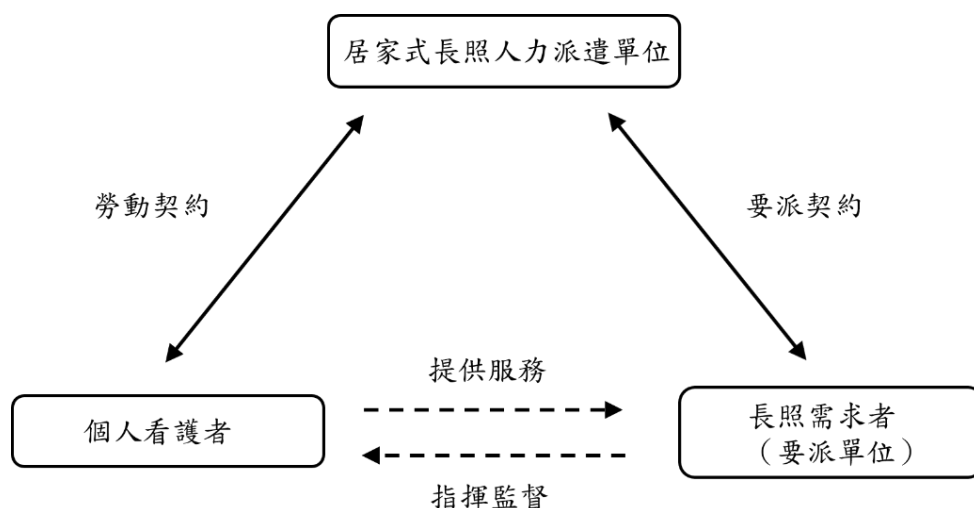 居家式長照人力派遣單位
勞動契約
要派契約
提供服務
個人看護者
長照需求者
（要派單位）
指揮監督